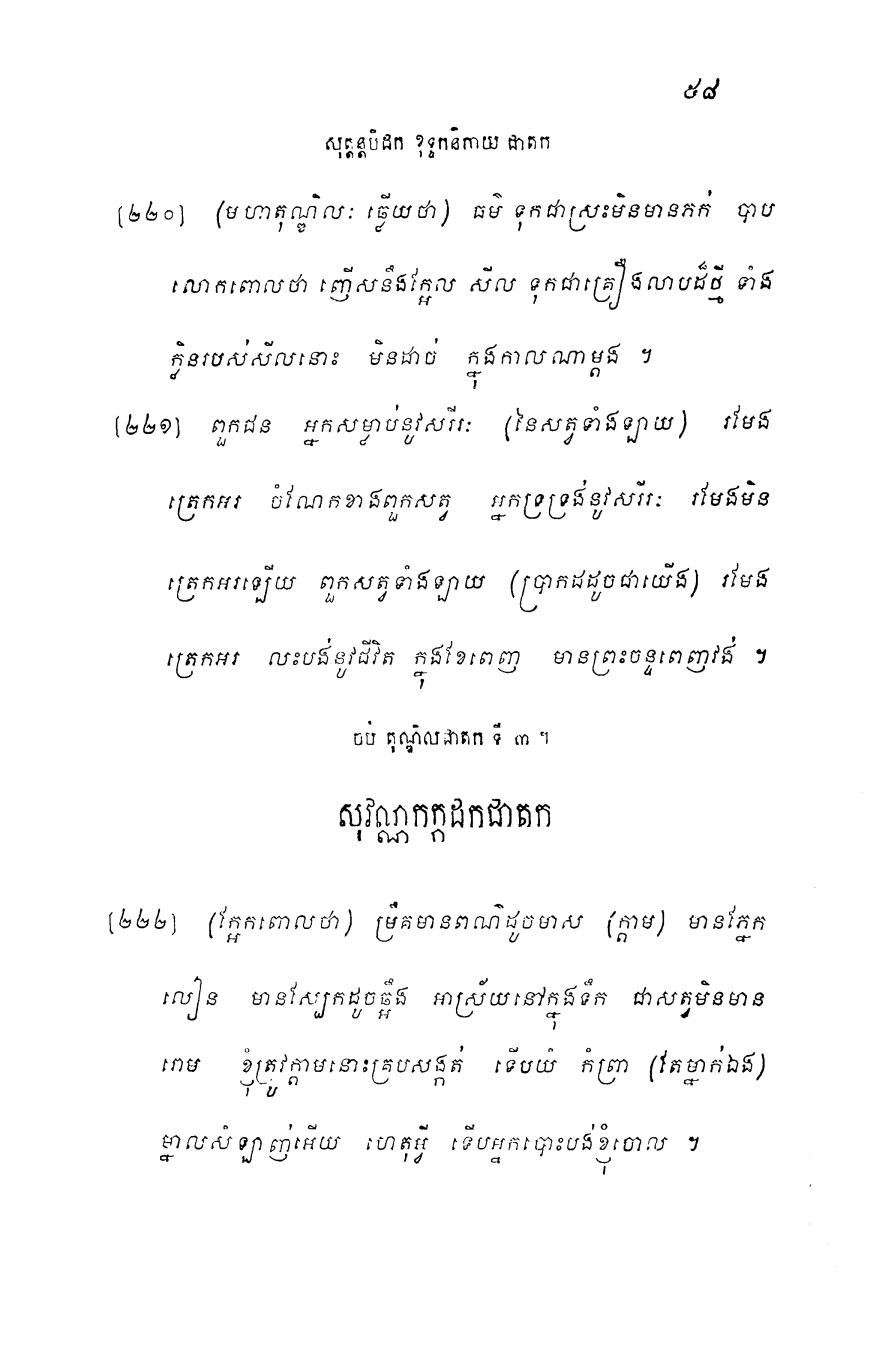 ៥៨
សុត្តន្តបិដក ខុទ្ទកនិកាយ ជាតក
[២២០] (មហាតុណ្ឌិលៈ ឆ្លើយថា) ធម៌ ទុកជាស្រះមិនមានភក់ បាប
លោកពោលថា ញើសនឹងក្អែល សីល ទុកជាគ្រឿងលាបដ៏ថ្មី ទាំង
ក្លិនរបស់សីលនោះ មិនដាច់ ក្នុងកាលណាម្តង ។
[២២១] ពួកជន អ្នកសម្លាប់នូវសរីរៈ (នៃសត្វទាំងឡាយ) រមែង
ត្រេកអរ ចំណែកខាងពួកសត្វ អ្នកទ្រទ្រង់នូវសរីរៈ រមែងមិន
ត្រេកអរឡើយ ពួកសត្វទាំងឡាយ (ប្រាកដដូចជាយើង) រមែង
ត្រេកអរ លះបង់នូវជីវិត ក្នុងខែពេញ មានព្រះចន្ទពេញវង់ ។
ចប់ តុណ្ឌិលជាតក ទី ៣ ។
សុវណ្ណកក្កដកជាតក
[២២២] (ក្អែកពោលថា) ម្រឹគមានពណ៌ដូចមាស (ក្តាម) មានភ្នែក
លៀន មានស្បែកដូចឆ្អឹង អាស្រ័យនៅក្នុងទឹក ជាសត្វមិនមាន
រោម ខ្ញុំត្រូវក្តាមនោះគ្របសង្កត់ ទើបយំ កំព្រា (តែម្នាក់ឯង)
ម្នាលសំឡាញ់អើយ ហេតុអ្វី ទើបអ្នកបោះបង់ខ្ញុំចោល ។